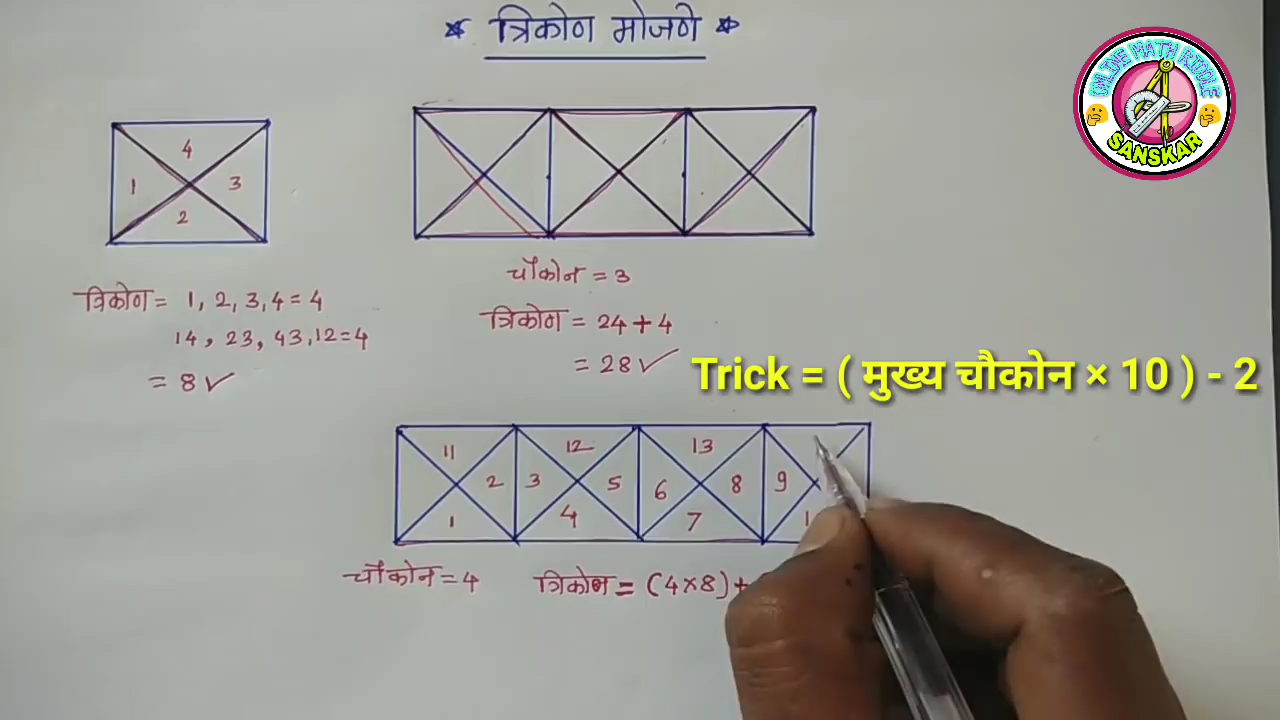 * त्रिकोण मोजणे *
ONLINE MATH RIDDLE
SANSKAR
4
1 3
2
चौकोन = 3
त्रिकोण = 1, 2, 3, 4 = 4
त्रिकोण = 24 + 4
14, 23, 43, 12 = 4
= 28 ✓
= 8 ✓
Trick = ( मुख्य चौकोन × 10 ) - 2
11 12 13
2 3 5 6 8 9
1 4 7
चौकोन = 4 त्रिकोण = (4×8) +